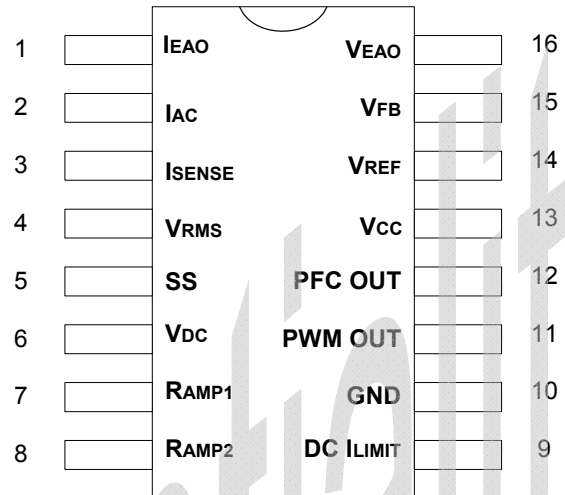 1 IEAO VEAO 16
2 IAC VFB 15
3 ISENSE VREF 14
4 VRMS VCC 13
5 SS PFC OUT 12
6 VDC PWM OUT 11
7 RAMP1 GND 10
8 RAMP2 DC ILIMIT 9